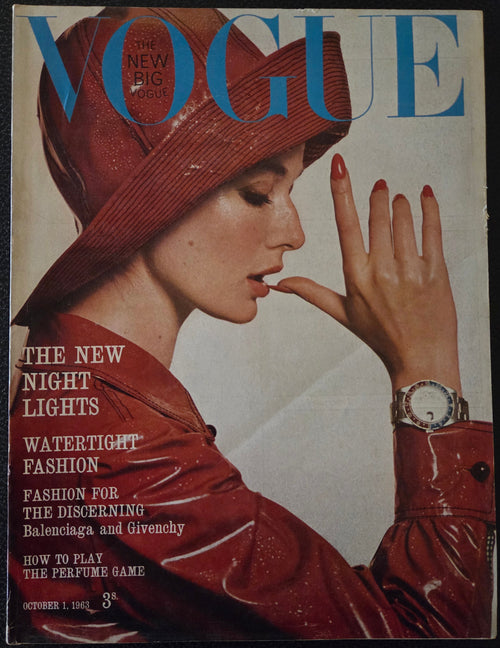 VOGUE
THE
NEW
BIG
VOGUE
THE NEW
NIGHT
LIGHTS
WATERTIGHT
FASHION
FASHION FOR
THE DISCERNING
Balenciaga and Givenchy
HOW TO PLAY
THE PERFUME GAME
OCTOBER 1, 1963 3s.